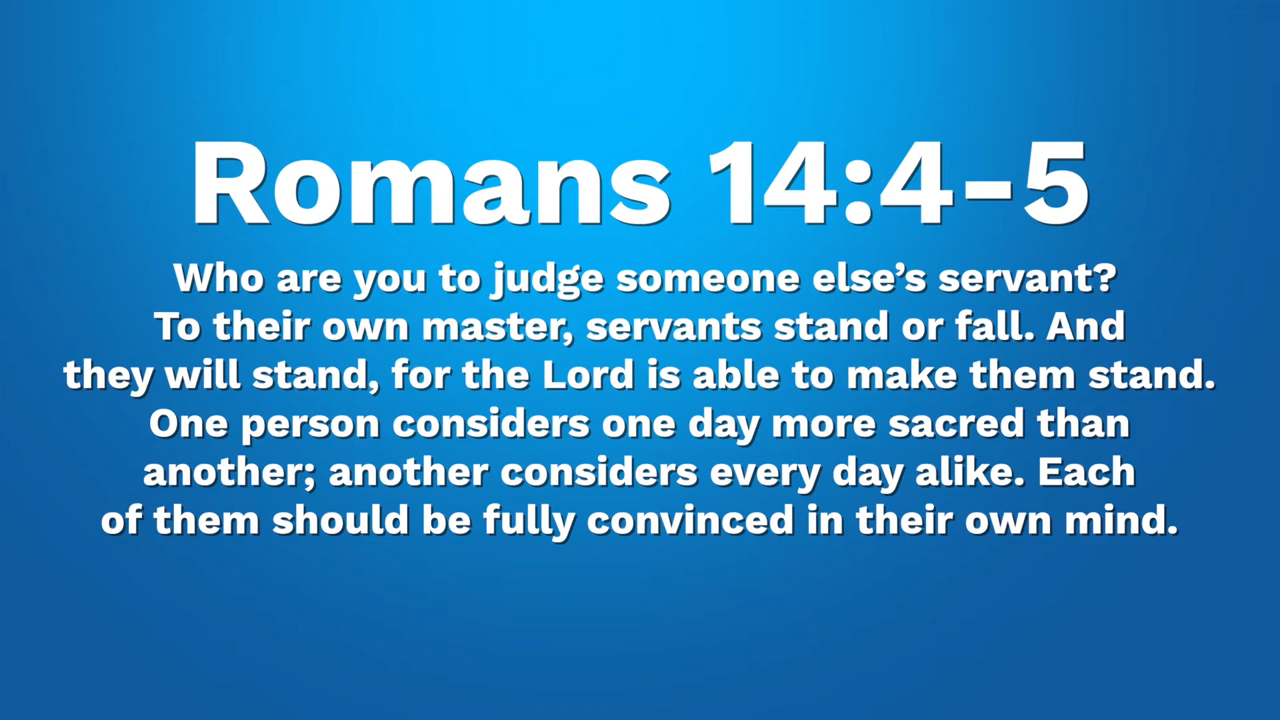 Romans 14:4-5
Who are you to judge someone else’s servant?
To their own master, servants stand or fall. And
they will stand, for the Lord is able to make them stand.
One person considers one day more sacred than
another; another considers every day alike. Each
of them should be fully convinced in their own mind.